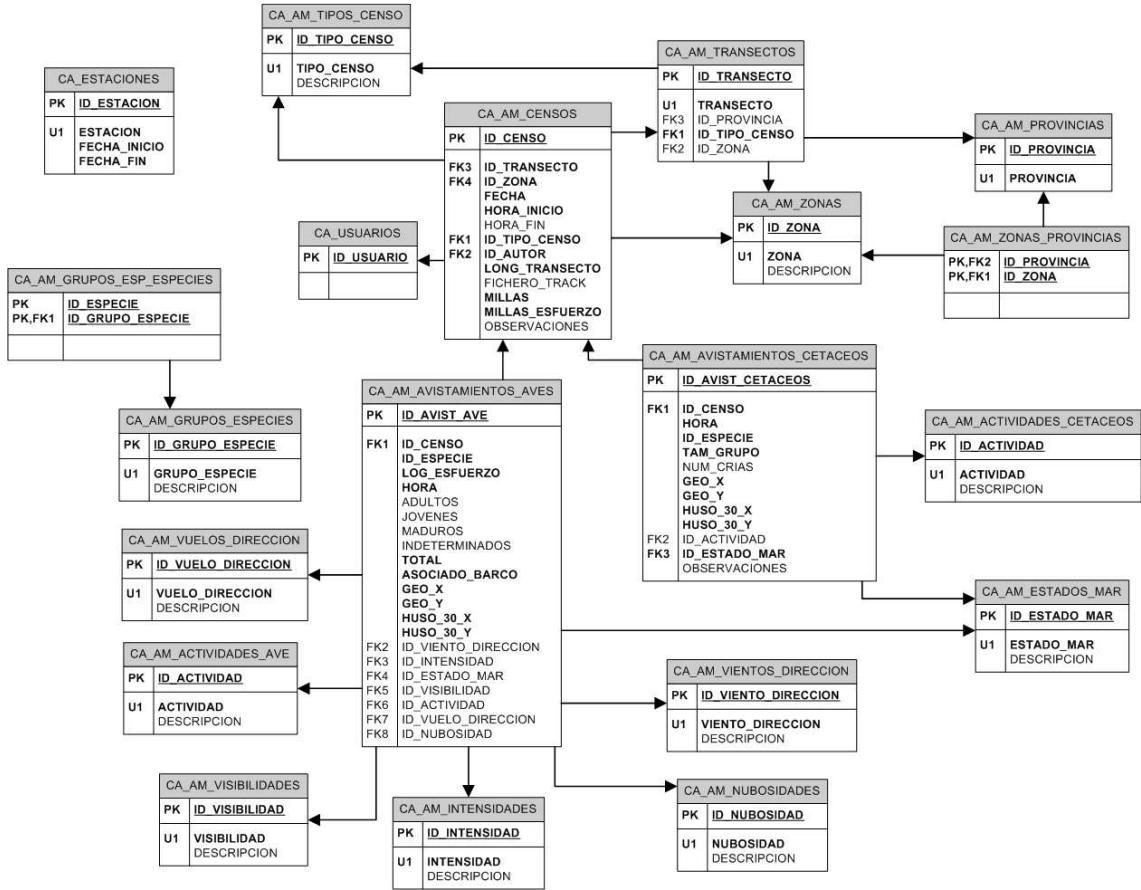 CA_AM_TIPOS_CENSO
PK ID_TIPO_CENSO
U1 TIPO_CENSO
DESCRIPCION
CA_AM_TRANSECTOS
PK ID_TRANSECTO
U1 TRANSECTO
FK3 ID_PROVINCIA
FK1 ID_TIPO_CENSO
FK2 ID_ZONA
CA_ESTACIONES
PK ID_ESTACION
U1 ESTACION
FECHA_INICIO
FECHA_FIN
CA_AM_CENSOS
PK ID_CENSO
FK3 ID_TRANSECTO
FK4 ID_ZONA
FECHA
HORA_INICIO
HORA_FIN
FK1 ID_TIPO_CENSO
FK2 ID_AUTOR
LONG_TRANSECTO
FICHERO_TRACK
MILLAS
MILLAS_ESFUERZO
OBSERVACIONES
CA_AM_PROVINCIAS
PK ID_PROVINCIA
U1 PROVINCIA
CA_AM_ZONAS
PK ID_ZONA
U1 ZONA
DESCRIPCION
CA_USUARIOS
PK ID_USUARIO
CA_AM_ZONAS_PROVINCIAS
PK,FK2 ID_PROVINCIA
PK,FK1 ID_ZONA
CA_AM_GRUPOS_ESP_ESPECIES
PK ID_ESPECIE
PK,FK1 ID_GRUPO_ESPECIE
CA_AM_AVISTAMIENTOS_CETACEOS
PK ID_AVIST_CETACEOS
FK1 ID_CENSO
HORA
ID_ESPECIE
TAM_GRUPO
NUM_CRIAS
GEO_X
GEO_Y
HUSO_30_X
HUSO_30_Y
FK2 ID_ACTIVIDAD
FK3 ID_ESTADO_MAR
OBSERVACIONES
CA_AM_AVISTAMIENTOS_AVES
PK ID_AVIST_AVE
FK1 ID_CENSO
ID_ESPECIE
LOG_ESFUERZO
HORA
ADULTOS
JOVENES
MADUROS
INDETERMINADOS
TOTAL
ASOCIADO_BARCO
GEO_X
GEO_Y
HUSO_30_X
HUSO_30_Y
FK2 ID_VIENTO_DIRECCION
FK3 ID_INTENSIDAD
FK4 ID_ESTADO_MAR
FK5 ID_VISIBILIDAD
FK6 ID_ACTIVIDAD
FK7 ID_VUELO_DIRECCION
FK8 ID_NUBOSIDAD
CA_AM_GRUPOS_ESPECIES
PK ID_GRUPO_ESPECIE
U1 GRUPO_ESPECIE
DESCRIPCION
CA_AM_ACTIVIDADES_CETACEOS
PK ID_ACTIVIDAD
U1 ACTIVIDAD
DESCRIPCION
CA_AM_VUELOS_DIRECCION
PK ID_VUELO_DIRECCION
U1 VUELO_DIRECCION
DESCRIPCION
CA_AM_ESTADOS_MAR
PK ID_ESTADO_MAR
U1 ESTADO_MAR
DESCRIPCION
CA_AM_ACTIVIDADES_AVE
PK ID_ACTIVIDAD
U1 ACTIVIDAD
DESCRIPCION
CA_AM_VIENTOS_DIRECCION
PK ID_VIENTO_DIRECCION
U1 VIENTO_DIRECCION
DESCRIPCION
CA_AM_VISIBILIDADES
PK ID_VISIBILIDAD
U1 VISIBILIDAD
DESCRIPCION
CA_AM_INTENSIDADES
PK ID_INTENSIDAD
U1 INTENSIDAD
DESCRIPCION
CA_AM_NUBOSIDADES
PK ID_NUBOSIDAD
U1 NUBOSIDAD
DESCRIPCION